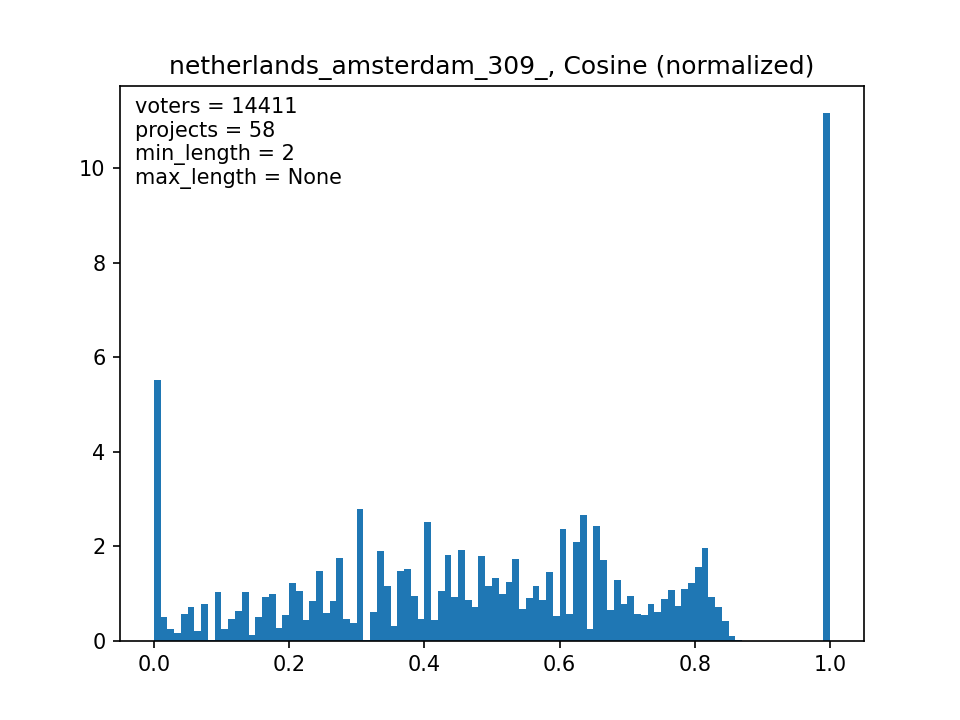 netherlands_amsterdam_309_, Cosine (normalized)
voters = 14411
projects = 58
min_length = 2
max_length = None
10
8
6
4
2
0
0.0 0.2 0.4 0.6 0.8 1.0